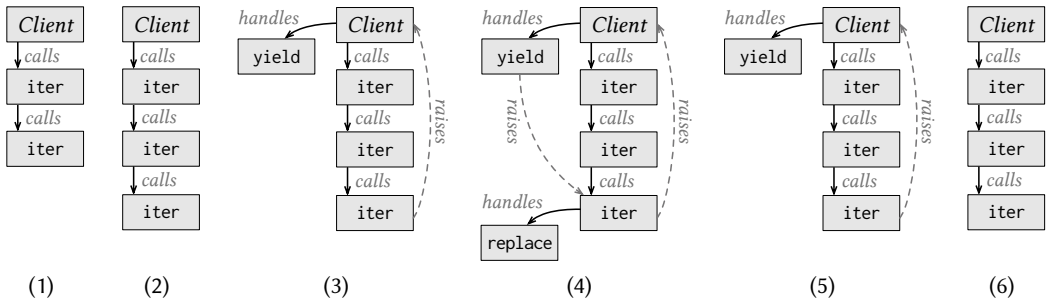 Client
calls
iter
calls
iter
(1)
Client
calls
iter
calls
iter
calls
iter
(2)
handles
Client
yield
calls
iter
calls
iter
calls
iter
raises
(3)
handles
Client
yield
calls
iter
raises
calls
iter
raises
calls
handles
iter
replace
(4)
handles
Client
yield
calls
iter
calls
iter
calls
iter
raises
(5)
Client
calls
iter
calls
iter
calls
iter
(6)